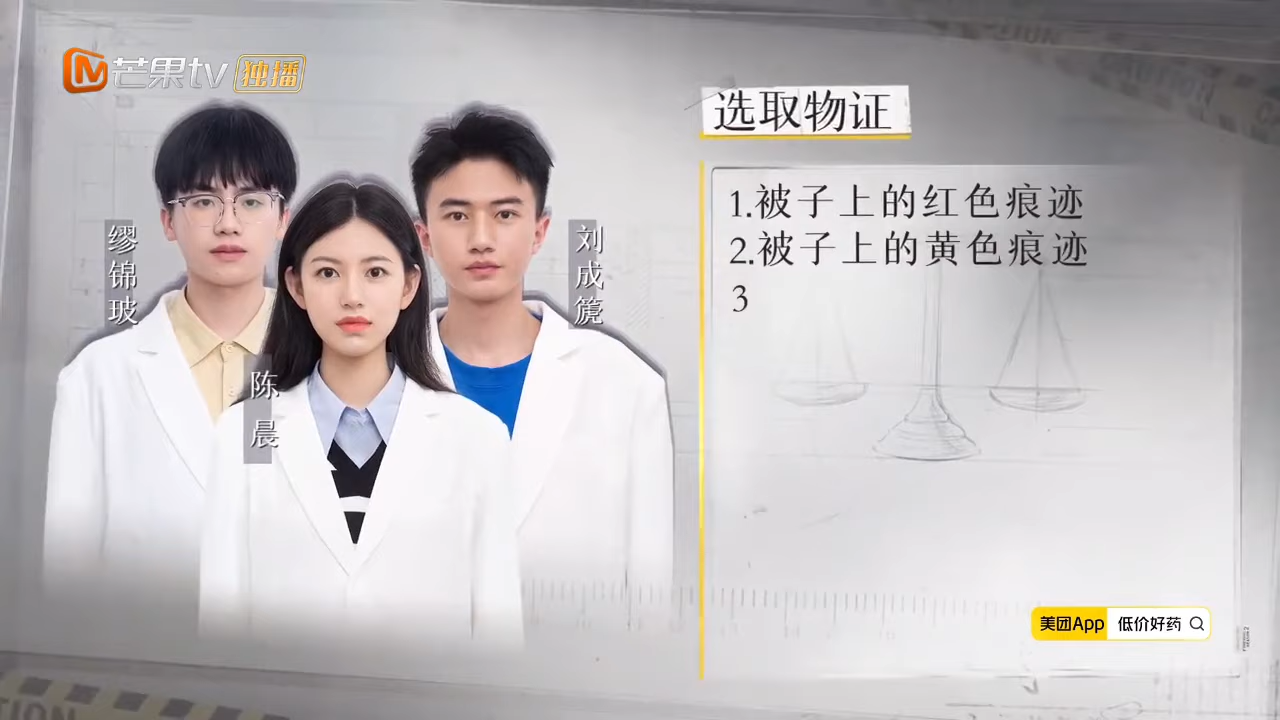 芒果tv 独播
选取物证
缪锦玻
陈晨
刘成篪
1.被子上的红色痕迹
2.被子上的黄色痕迹
3
美团App 低价好药
CAUTION